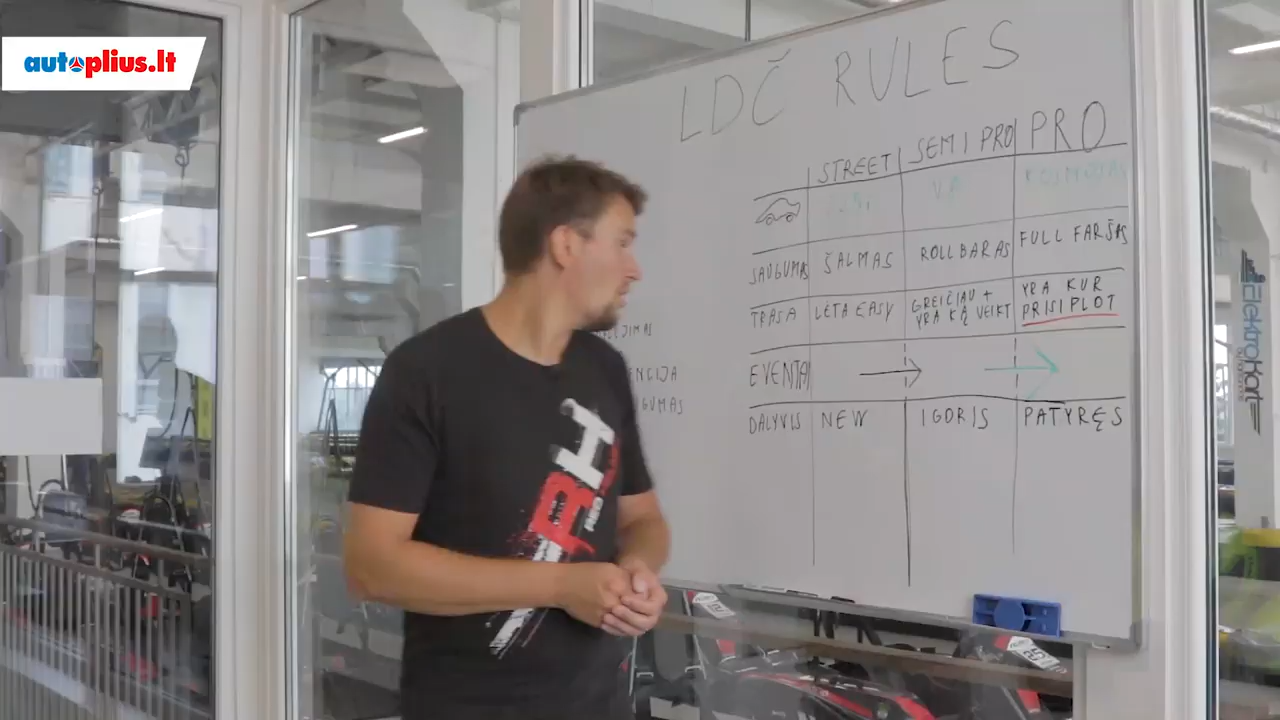 autoplius.lt
LDČ RULES
STREET SEMI PRO PRO
SAUGUMAS ŠALMAS ROLLBARAS FULL FARŠAS
TRASA LĖTA EASY GREIČIAU + YRA KUR
YRA KĄ VEIKT PRISIPLOT
EVENTAI
DALYVIS NEW IGORIS PATYRĘS
ElektroKart